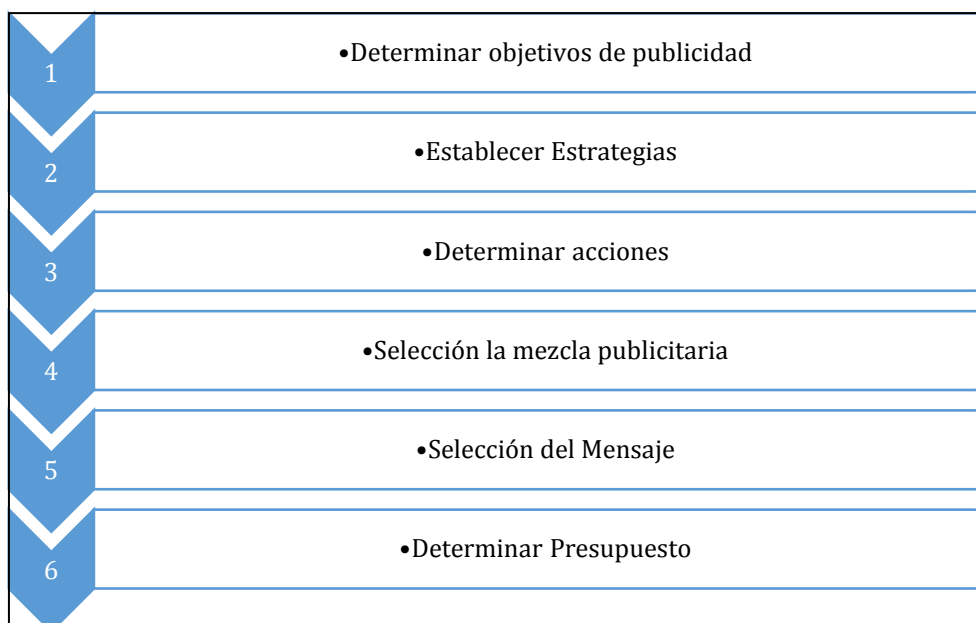 1
•Determinar objetivos de publicidad
2
•Establecer Estrategias
3
•Determinar acciones
4
•Selección la mezcla publicitaria
5
•Selección del Mensaje
6
•Determinar Presupuesto